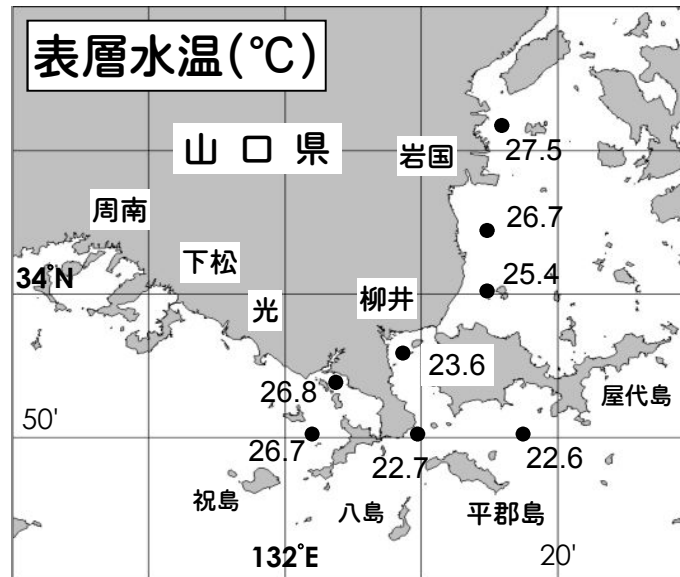 表層水温(℃)
山口県
岩国
27.5
周南
26.7
下松
34°N
25.4
光
柳井
23.6
26.8
屋代島
50'
26.7
22.7
22.6
祝島
八島
平郡島
132°E
20'